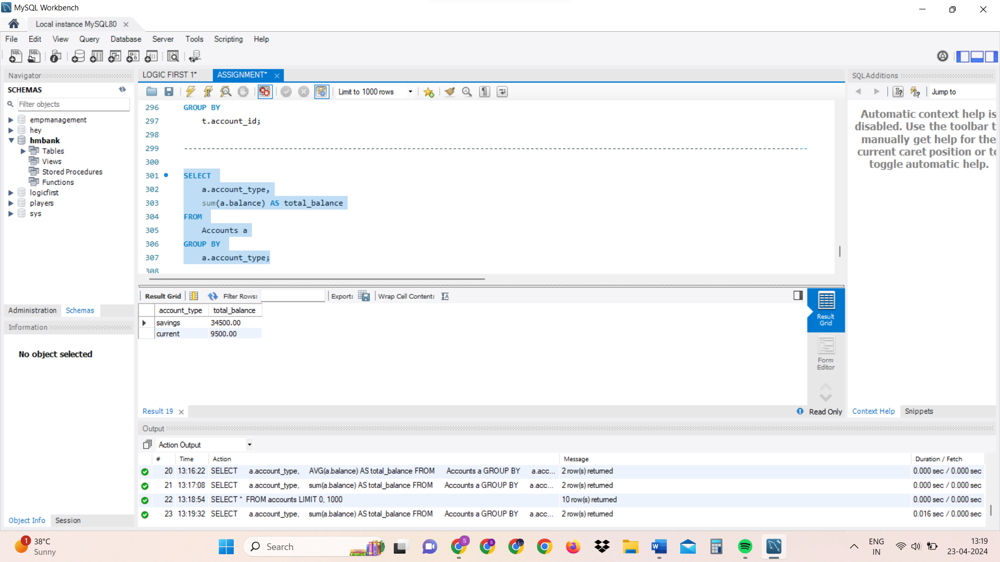 MySQL Workbench
Local instance MySQL80
File Edit View Query Database Server Tools Scripting Help
Navigator
SCHEMAS
Filter objects
empmanagement
hey
hmbank
Tables
Views
Stored Procedures
Functions
logicfirst
players
sys
Administration Schemas
Information
No object selected
Object Info Session
LOGIC FIRST 1* ASSIGNMENT*
Limit to 1000 rows
296 GROUP BY
297 t.account_id;
298
299 --------------------------------------------------------------------------------------------------------------------------------------------
300
301 SELECT
302 a.account_type,
303 sum(a.balance) AS total_balance
304 FROM
305 Accounts a
306 GROUP BY
307 a.account_type;
308
Result Grid Filter Rows: Export: Wrap Cell Content:
account_type total_balance
savings 34500.00
current 9500.00
Result Grid
Form Editor
Result 19
Read Only
SQLAdditions
Jump to
Automatic context help is
disabled. Use the toolbar t
manually get help for the
current caret position or to
toggle automatic help.
Context Help Snippets
Output
Action Output
# Time Action Message Duration / Fetch
20 13:16:22 SELECT a.account_type, AVG(a.balance) AS total_balance FROM Accounts a GROUP BY a.acc... 2 row(s) returned 0.000 sec / 0.000 sec
21 13:17:08 SELECT a.account_type, sum(a.balance) AS total_balance FROM Accounts a GROUP BY a.acc... 2 row(s) returned 0.000 sec / 0.000 sec
22 13:18:54 SELECT * FROM accounts LIMIT 0, 1000 10 row(s) returned 0.000 sec / 0.000 sec
23 13:19:32 SELECT a.account_type, sum(a.balance) AS total_balance FROM Accounts a GROUP BY a.acc... 2 row(s) returned 0.016 sec / 0.000 sec
1 38°C
Sunny
Search
ENG
IN
13:19
23-04-2024